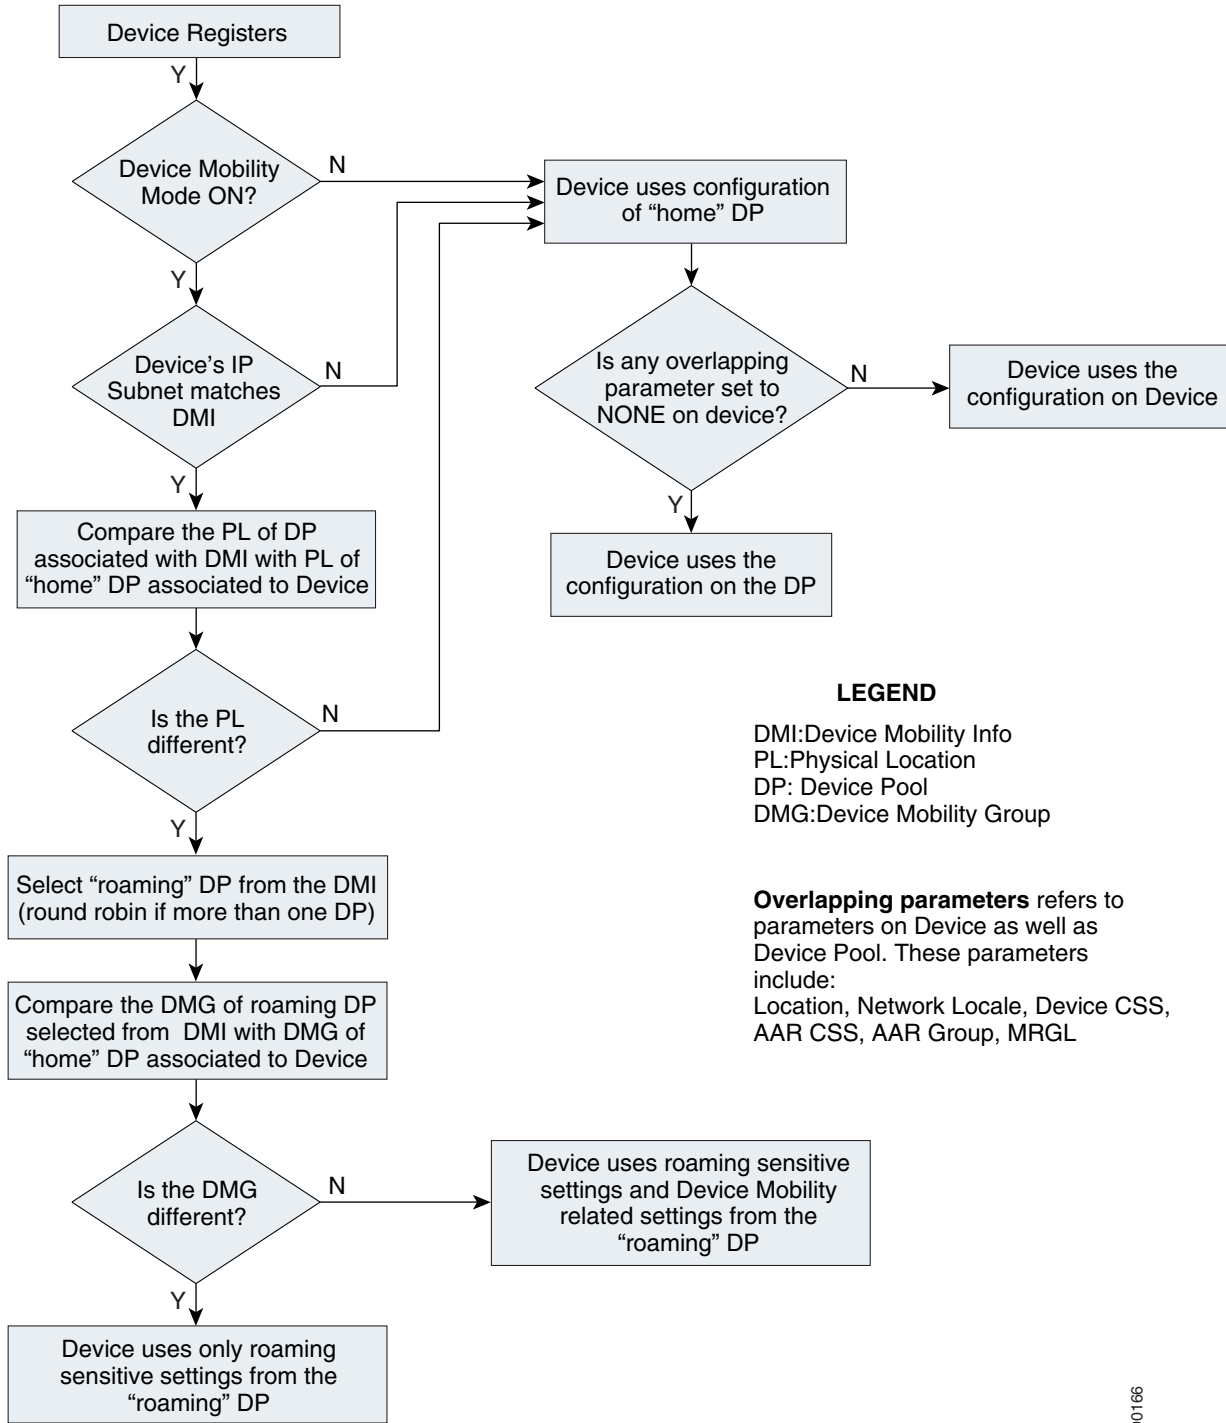 Device Registers
Y
Device Mobility
Mode ON?
N
Y
Device uses configuration
of “home” DP
Device's IP
Subnet matches
DMI
N
Y
Is any overlapping
parameter set to
NONE on device?
N
Y
Device uses the
configuration on Device
Device uses the
configuration on the DP
Compare the PL of DP
associated with DMI with PL of
“home” DP associated to Device
Is the PL
different?
N
Y
Select “roaming” DP from the DMI
(round robin if more than one DP)
Compare the DMG of roaming DP
selected from DMI with DMG of
“home” DP associated to Device
Is the DMG
different?
N
Y
Device uses roaming sensitive
settings and Device Mobility
related settings from the
“roaming” DP
Device uses only roaming
sensitive settings from the
“roaming” DP
LEGEND
DMI:Device Mobility Info
PL:Physical Location
DP: Device Pool
DMG:Device Mobility Group
Overlapping parameters refers to
parameters on Device as well as
Device Pool. These parameters
include:
Location, Network Locale, Device CSS,
AAR CSS, AAR Group, MRGL